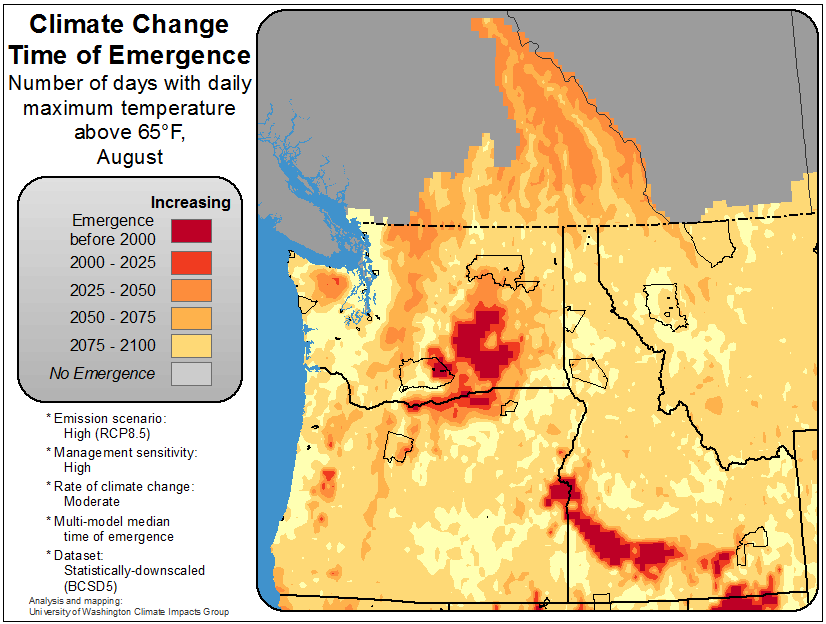 Climate Change
Time of Emergence
Number of days with daily
maximum temperature
above 65°F,
August
Increasing
Emergence
before 2000
2000 - 2025
2025 - 2050
2050 - 2075
2075 - 2100
No Emergence
* Emission scenario:
High (RCP8.5)
* Management sensitivity:
High
* Rate of climate change:
Moderate
* Multi-model median
time of emergence
* Dataset:
Statistically-downscaled
(BCSD5)
Analysis and mapping:
University of Washington Climate Impacts Group